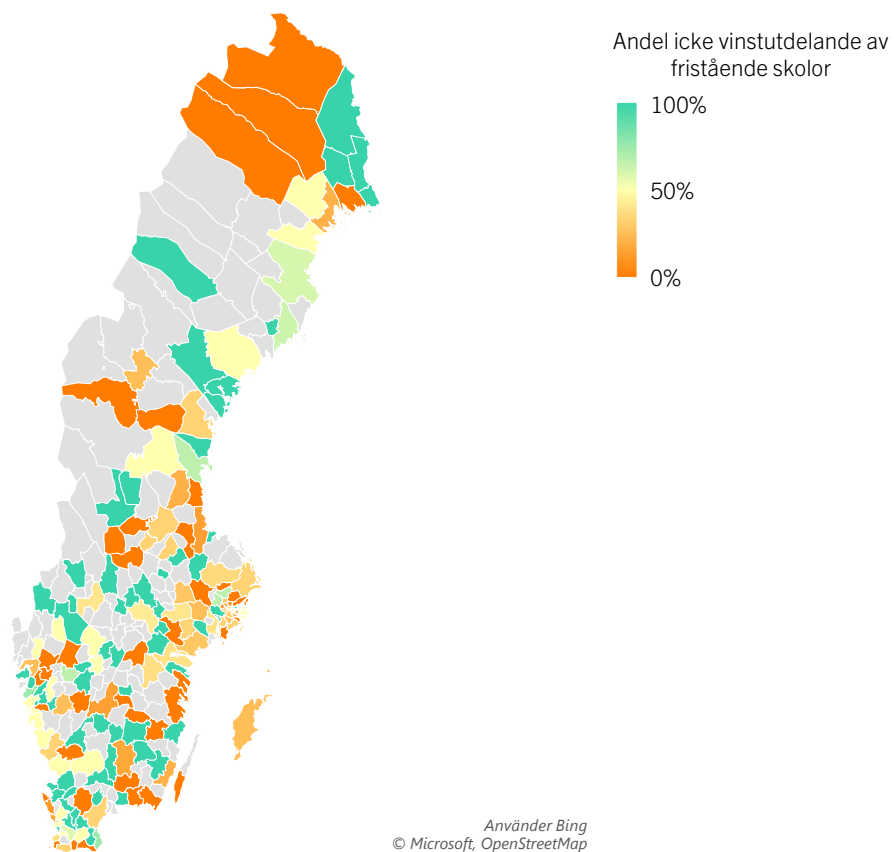 Andel icke vinstutdelande av
fristående skolor
100%
50%
0%
Använder Bing
© Microsoft, OpenStreetMap